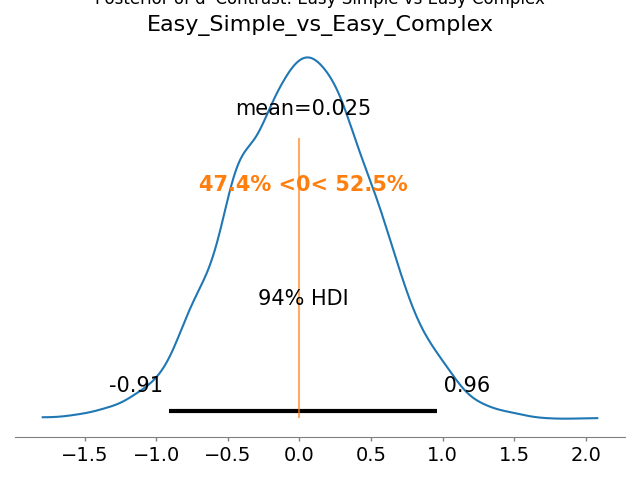 Posterior of d' Contrast: Easy Simple vs Easy Complex
Easy_Simple_vs_Easy_Complex
mean=0.025
47.4% <0< 52.5%
94% HDI
-0.91 0.96
−1.5 −1.0 −0.5 0.0 0.5 1.0 1.5 2.0